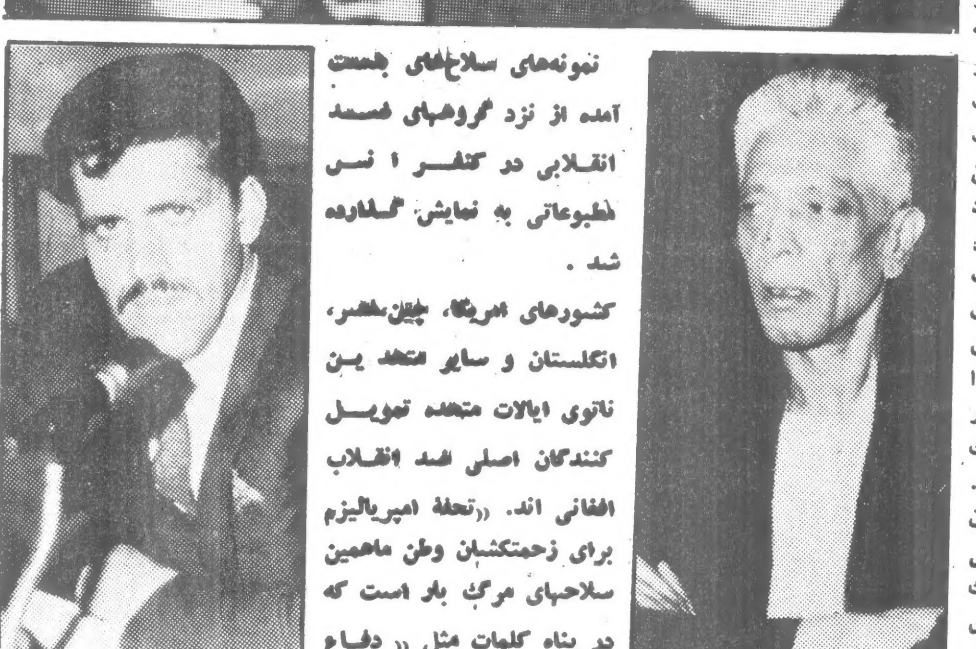 نمونه‌های سلاح‌های بدست
آمده از نزد گروههای ضد
انقلابی در کنفرانس
مطبوعاتی به نمایش گذارده
شد .
کشورهای امریکا، چین، مصر،
انگلستان و سایر متحدین
ناتوی ایالات متحده تمویل
کنندگان اصلی ضد انقلاب
افغانی اند. ((تحفة امپریالیزم
برای زحمتکشان وطن ماهمین
سلاحهای مرگ بار است که
در پناه کلمات مثل (( دفاع